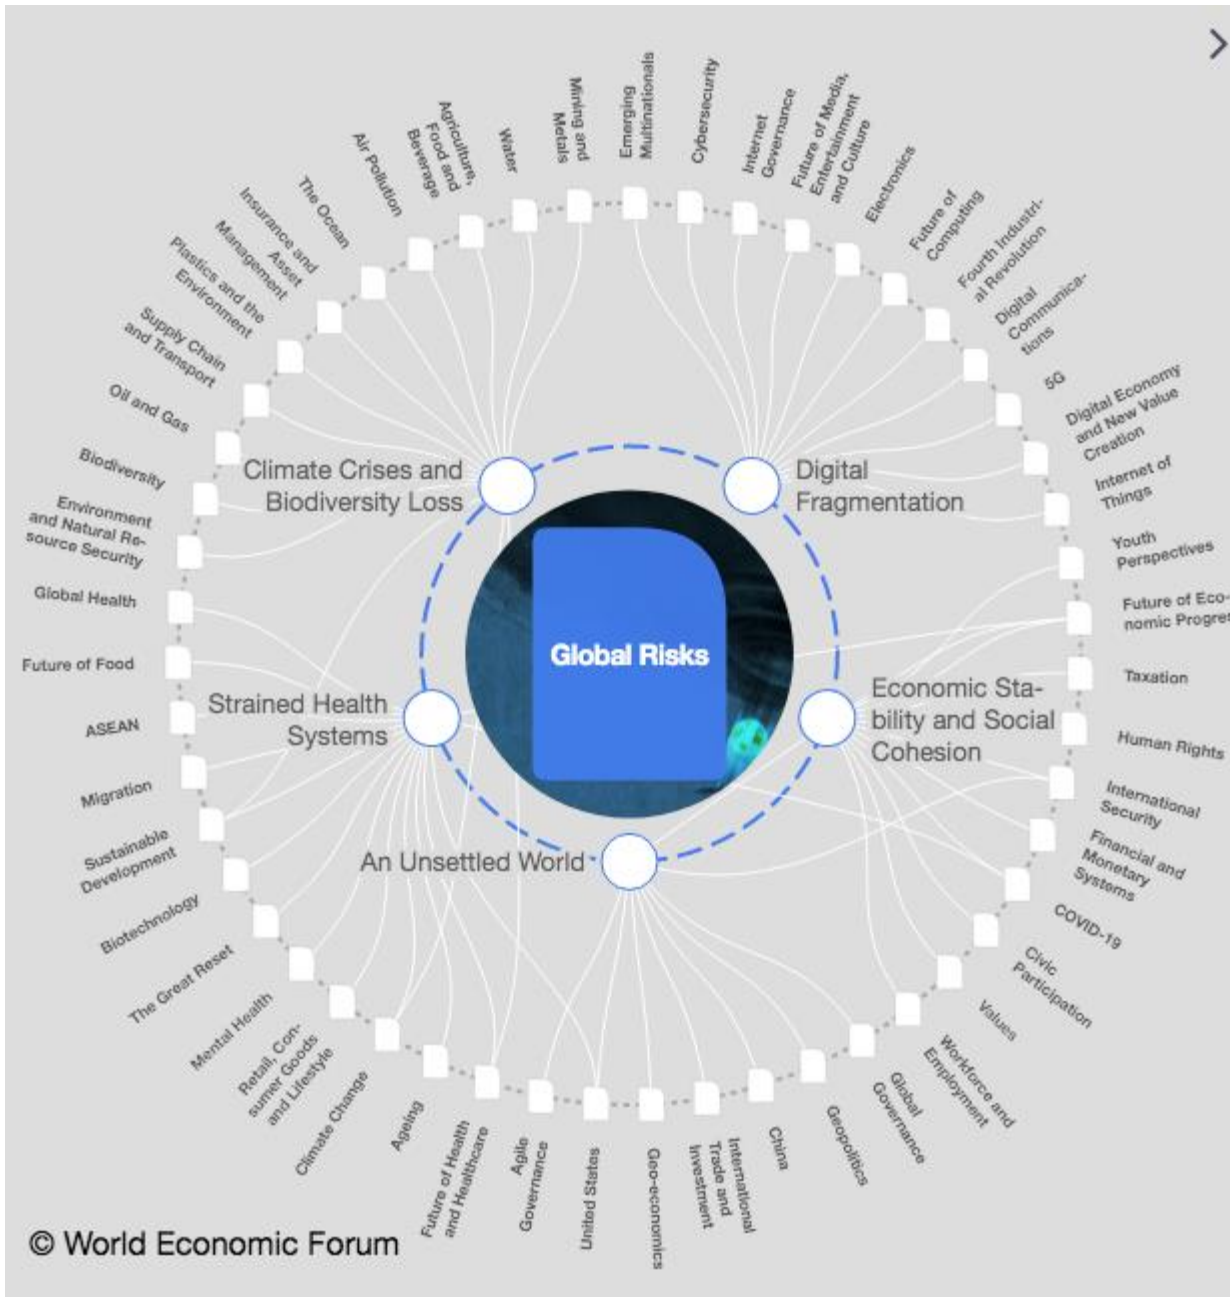 Global Risks
Climate Crises and
Biodiversity Loss
Digital
Fragmentation
Economic Sta-
bility and Social
Cohesion
An Unsettled World
Strained Health
Systems
Emerging
Multinationals
Cybersecurity
Internet
Governance
Future of Media,
Entertainment
and Culture
Electronics
Future of
Computing
Fourth Industri-
al Revolution
Digital
Communica-
tions
5G
Digital Economy
and New Value
Creation
Internet of
Things
Youth
Perspectives
Future of Eco-
nomic Progre
Taxation
Human Rights
International
Security
Financial and
Monetary
Systems
COVID-19
Civic
Participation
Values
Workforce and
Employment
Global
Governance
Geopolitics
China
International
Trade and
Investment
Geo-economics
United States
Agile
Governance
Future of Health
and Healthcare
Ageing
Climate Change
Retail, Con-
sumer Goods
and Lifestyle
Mental Health
The Great Reset
Biotechnology
Sustainable
Development
Migration
ASEAN
Future of Food
Global Health
Environment
and Natural Re-
source Security
Biodiversity
Oil and Gas
Supply Chain
and Transport
Plastics and the
Environment
Insurance and
Asset
Management
The Ocean
Air Pollution
Agriculture,
Food and
Beverage
Water
Mining and
Metals
© World Economic Forum